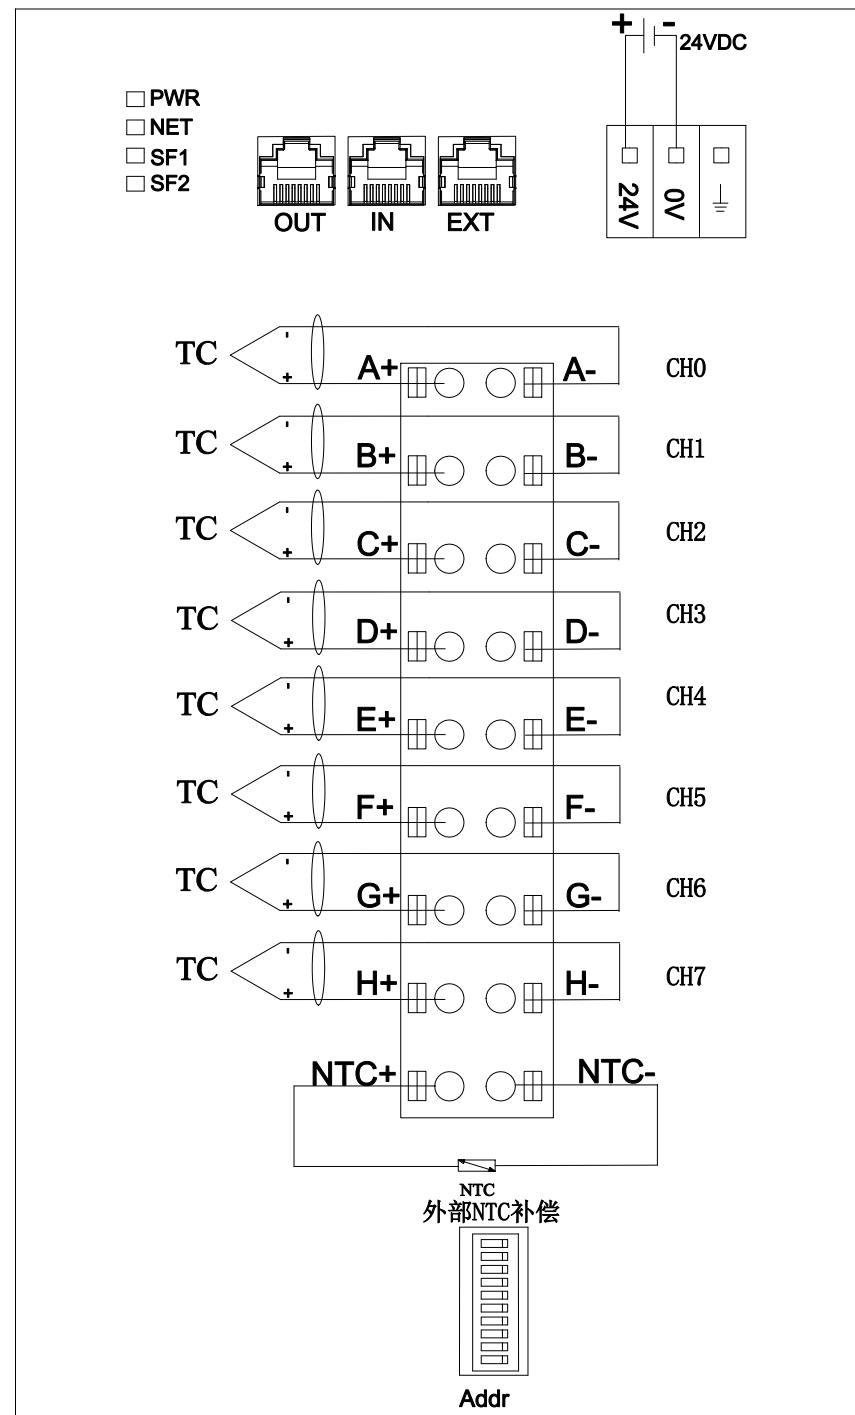 + - 24VDC
PWR
NET
SF1
SF2
OUT IN EXT
24V 0V
TC - + A+ A- CH0
TC - + B+ B- CH1
TC - + C+ C- CH2
TC - + D+ D- CH3
TC - + E+ E- CH4
TC - + F+ F- CH5
TC - + G+ G- CH6
TC - + H+ H- CH7
NTC+ NTC-
NTC
外部NTC补偿
Addr